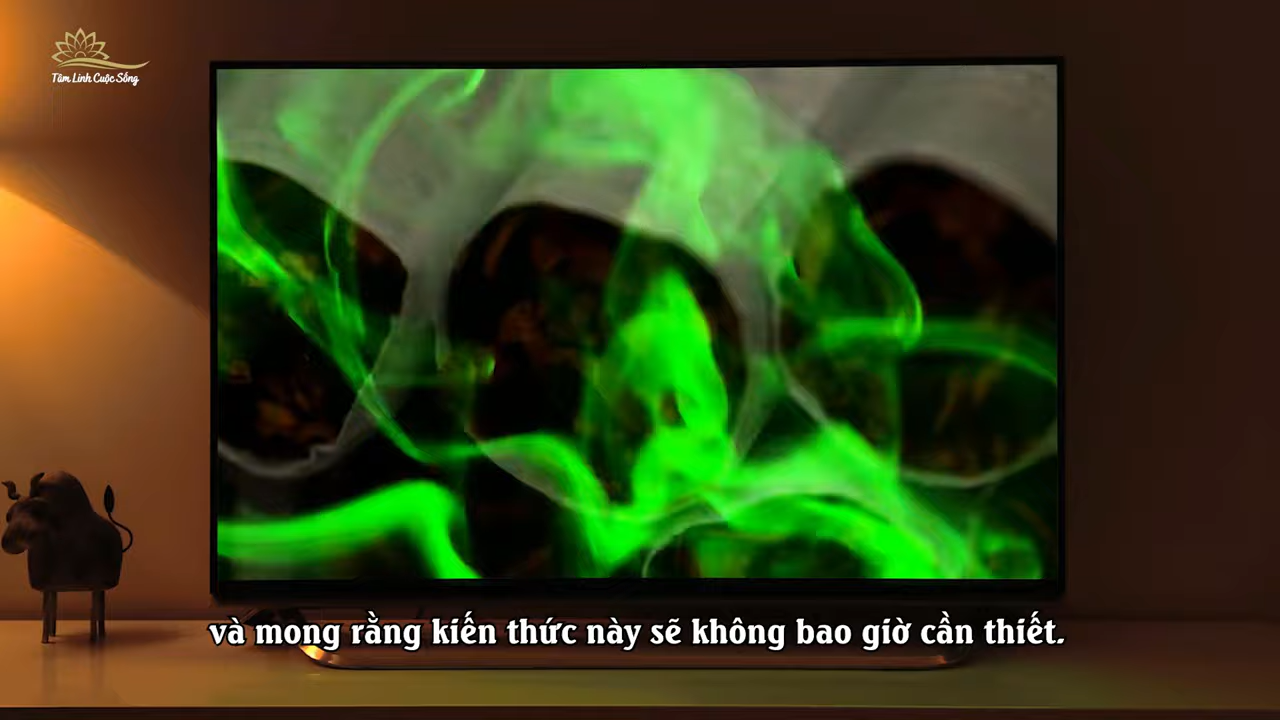 Tâm Linh Cuộc Sống
và mong rằng kiến thức này sẽ không bao giờ cần thiết.